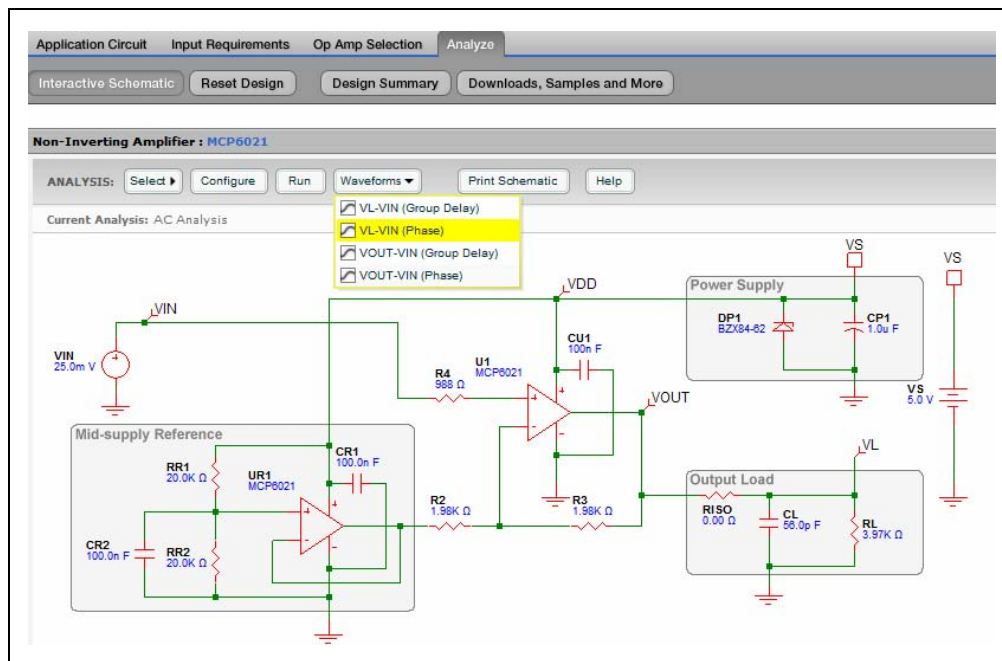 Application Circuit Input Requirements Op Amp Selection Analyze
Interactive Schematic Reset Design Design Summary Downloads, Samples and More
Non-Inverting Amplifier : MCP6021
ANALYSIS: Select Configure Run Waveforms Print Schematic Help
Current Analysis: AC Analysis
VL-VIN (Group Delay)
VL-VIN (Phase)
VOUT-VIN (Group Delay)
VOUT-VIN (Phase)
VS
VS
VDD
Power Supply
VIN
DP1
BZX84-62
CP1
1.0u F
CU1
100n F
VIN
25.0m V
U1
MCP6021
R4
988 Ω
VS
5.0 V
VOUT
Mid-supply Reference
VL
CR1
100.0n F
RR1
20.0K Ω
UR1
MCP6021
Output Load
R2
1.98K Ω
R3
1.98K Ω
RISO
0.00 Ω
CL
56.0p F
RL
3.97K Ω
CR2
100.0n F
RR2
20.0K Ω